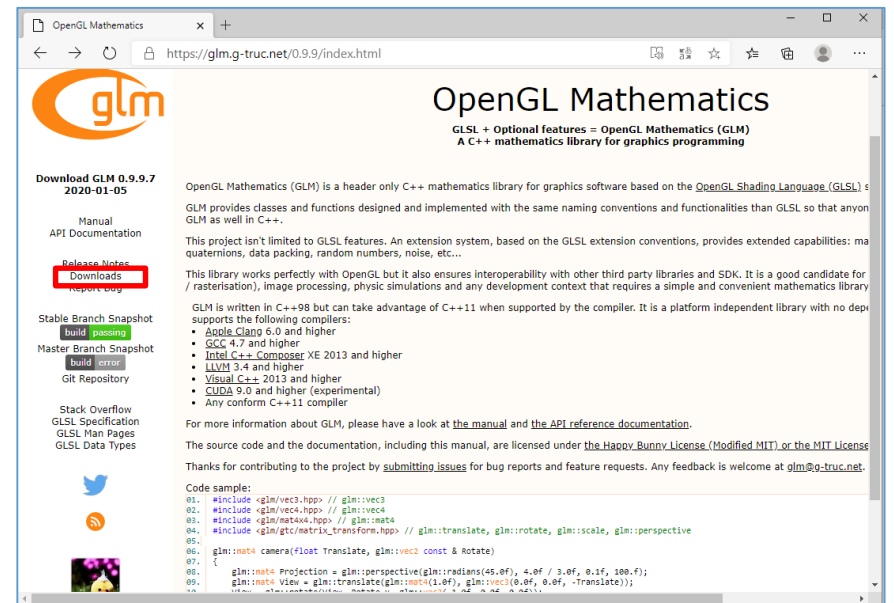 OpenGL Mathematics
https://glm.g-truc.net/0.9.9/index.html
glm
OpenGL Mathematics
GLSL + Optional features = OpenGL Mathematics (GLM)
A C++ mathematics library for graphics programming
Download GLM 0.9.9.7
2020-01-05
Manual
API Documentation
Release Notes
Downloads
Report Bug
Stable Branch Snapshot
build passing
Master Branch Snapshot
build error
Git Repository
Stack Overflow
GLSL Specification
GLSL Man Pages
GLSL Data Types
OpenGL Mathematics (GLM) is a header only C++ mathematics library for graphics software based on the OpenGL Shading Language (GLSL) s
GLM provides classes and functions designed and implemented with the same naming conventions and functionalities than GLSL so that anyon
GLM as well in C++.
This project isn't limited to GLSL features. An extension system, based on the GLSL extension conventions, provides extended capabilities: ma
quaternions, data packing, random numbers, noise, etc...
This library works perfectly with OpenGL but it also ensures interoperability with other third party libraries and SDK. It is a good candidate for
/ rasterisation), image processing, physic simulations and any development context that requires a simple and convenient mathematics library
GLM is written in C++98 but can take advantage of C++11 when supported by the compiler. It is a platform independent library with no depe
supports the following compilers:
• Apple Clang 6.0 and higher
• GCC 4.7 and higher
• Intel C++ Composer XE 2013 and higher
• LLVM 3.4 and higher
• Visual C++ 2013 and higher
• CUDA 9.0 and higher (experimental)
• Any conform C++11 compiler
For more information about GLM, please have a look at the manual and the API reference documentation.
The source code and the documentation, including this manual, are licensed under the Happy Bunny License (Modified MIT) or the MIT License
Thanks for contributing to the project by submitting issues for bug reports and feature requests. Any feedback is welcome at glm@g-truc.net.
Code sample:
01. #include <glm/vec3.hpp> // glm::vec3
02. #include <glm/vec4.hpp> // glm::vec4
03. #include <glm/mat4x4.hpp> // glm::mat4
04. #include <glm/gtc/matrix_transform.hpp> // glm::translate, glm::rotate, glm::scale, glm::perspective
05.
06. glm::mat4 camera(float Translate, glm::vec2 const & Rotate)
07. {
08. glm::mat4 Projection = glm::perspective(glm::radians(45.0f), 4.0f / 3.0f, 0.1f, 100.f);
09. glm::mat4 View = glm::translate(glm::mat4(1.0f), glm::vec3(0.0f, 0.0f, -Translate));